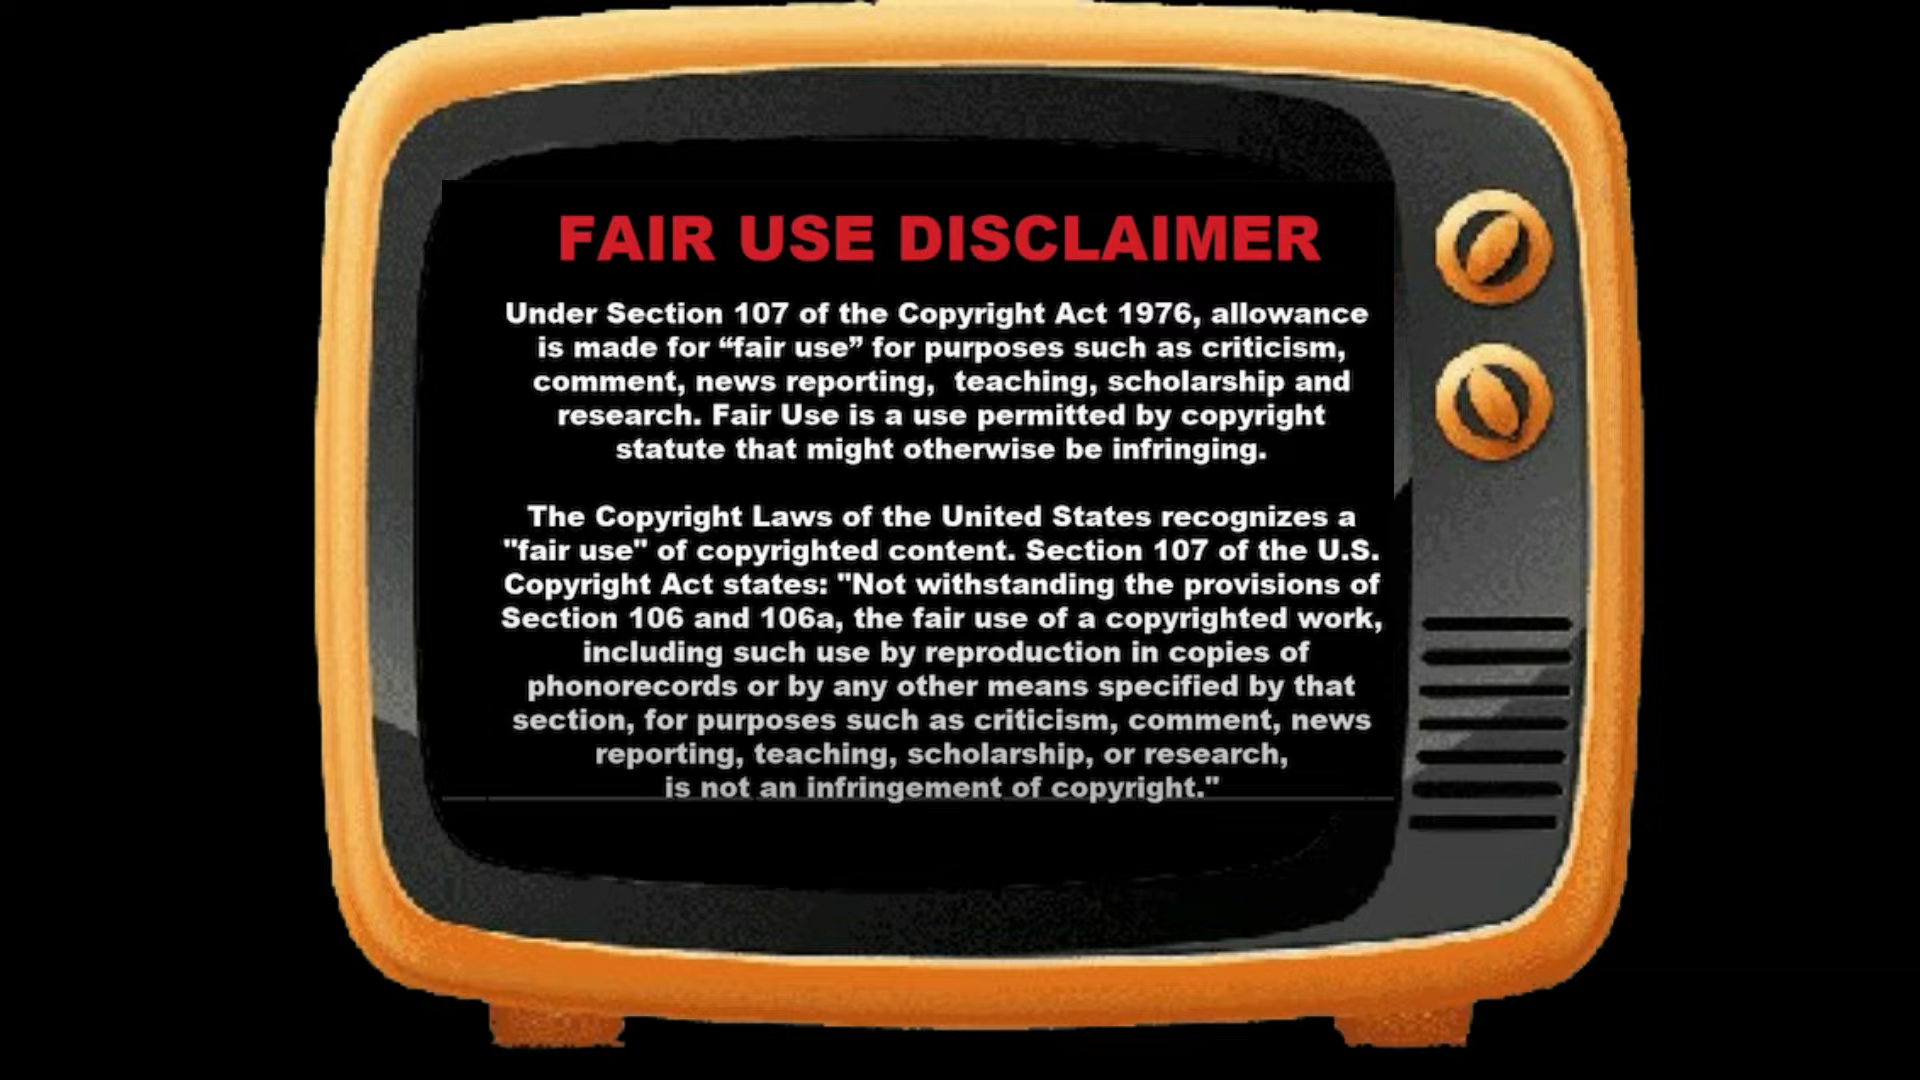 FAIR USE DISCLAIMER
Under Section 107 of the Copyright Act 1976, allowance
is made for “fair use” for purposes such as criticism,
comment, news reporting,  teaching, scholarship and
research. Fair Use is a use permitted by copyright
statute that might otherwise be infringing.
The Copyright Laws of the United States recognizes a
"fair use" of copyrighted content. Section 107 of the U.S.
Copyright Act states: "Not withstanding the provisions of
Section 106 and 106a, the fair use of a copyrighted work,
including such use by reproduction in copies of
phonorecords or by any other means specified by that
section, for purposes such as criticism, comment, news
reporting, teaching, scholarship, or research,
is not an infringement of copyright."